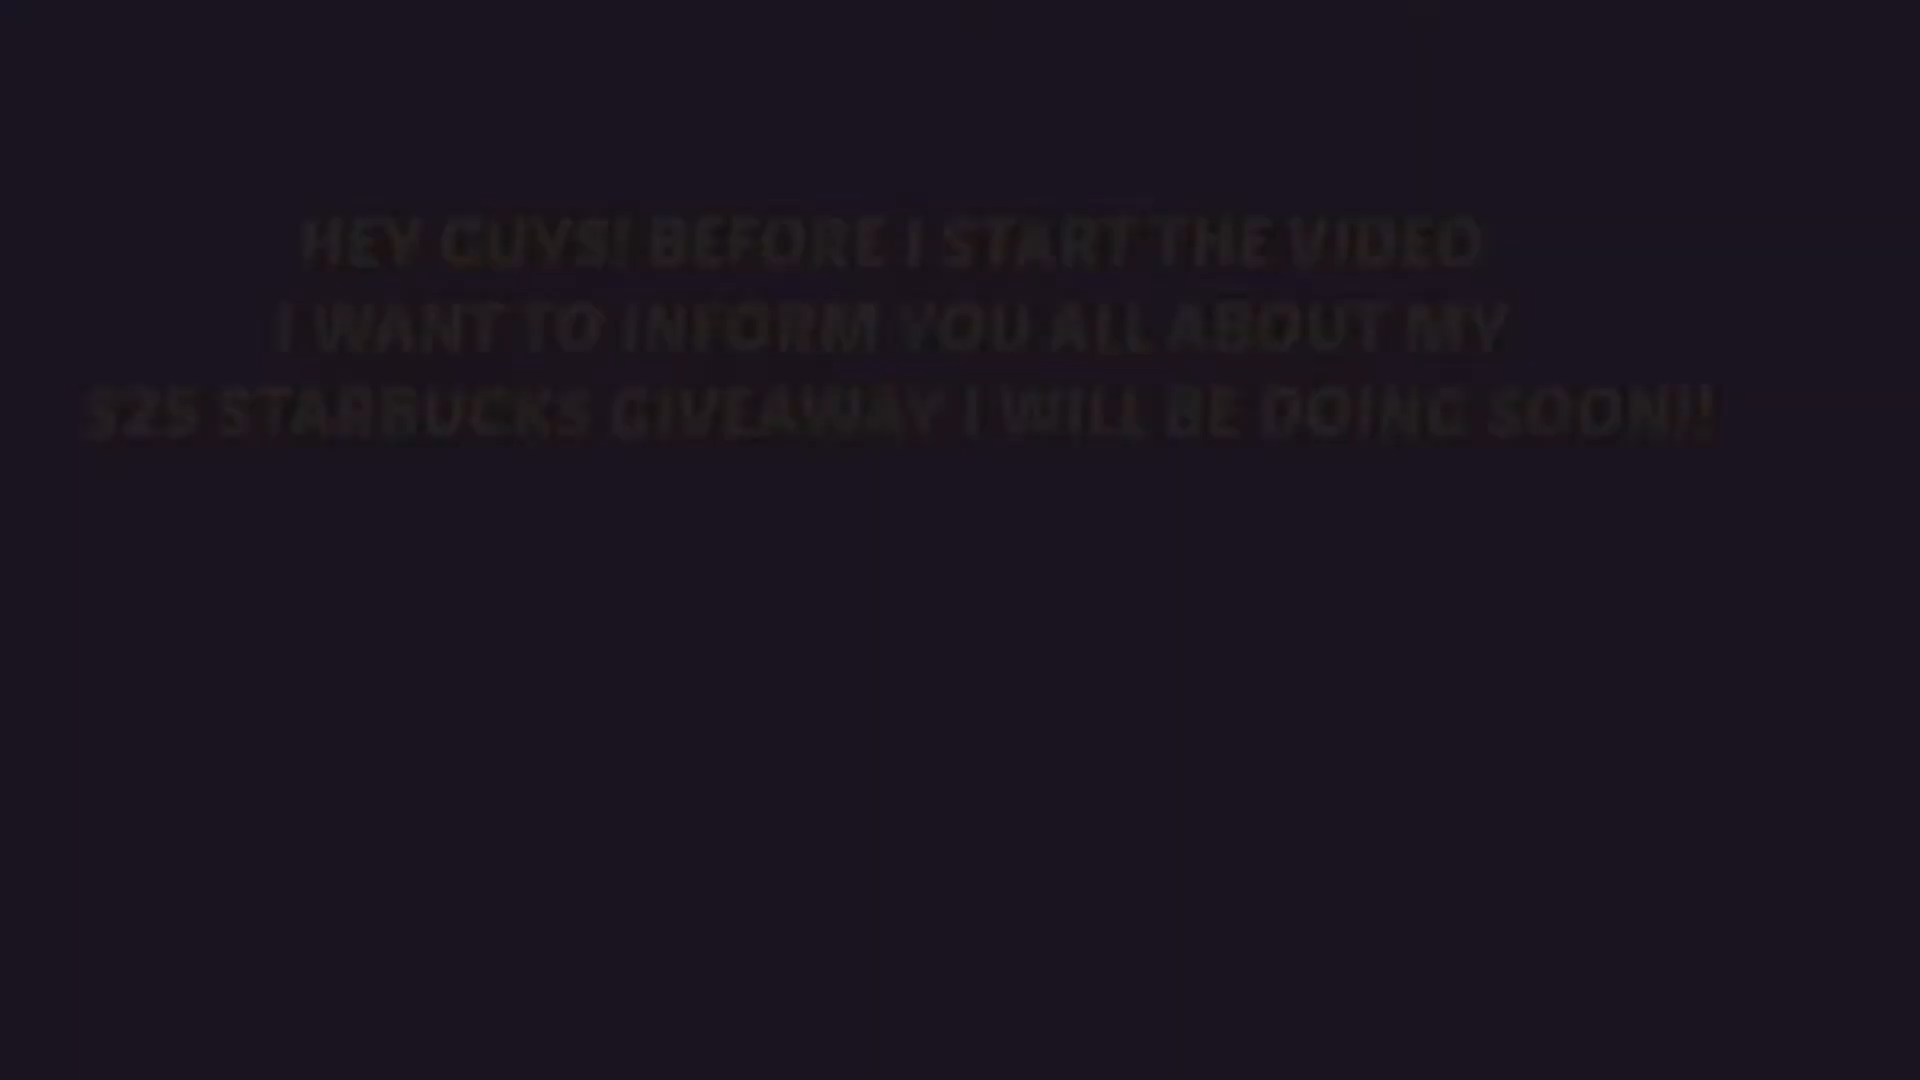 HEY GUYS! BEFORE I START THE VIDEO
I WANT TO INFORM YOU ALL ABOUT MY
$25 STARBUCKS GIVEAWAY I WILL BE DOING SOON!!